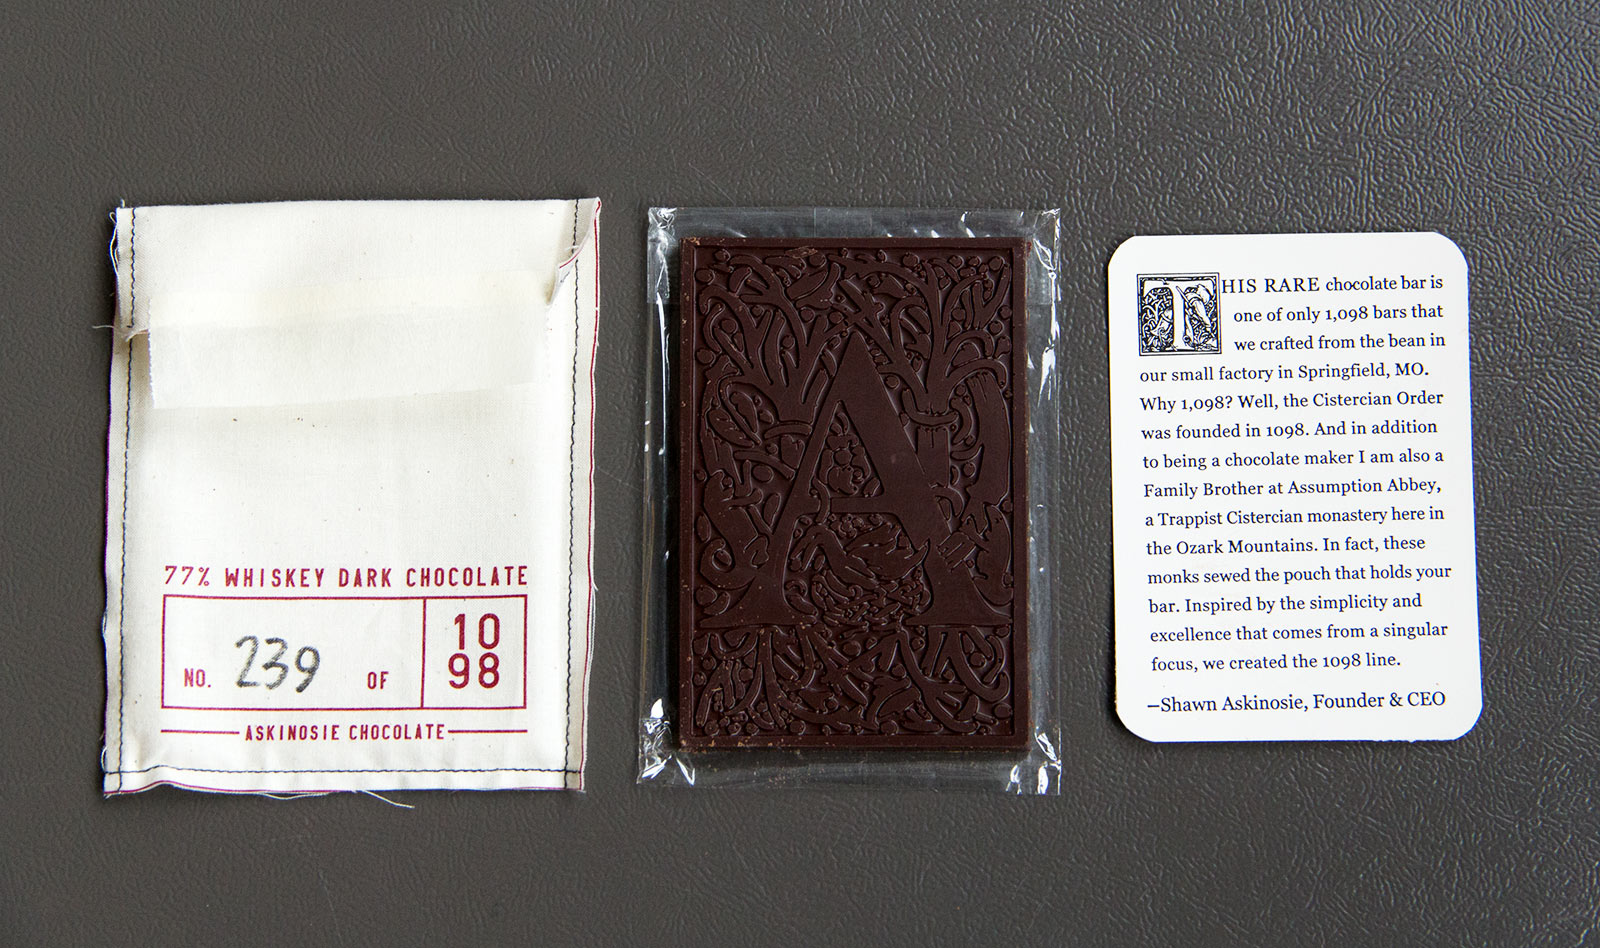 77% WHISKEY DARK CHOCOLATE
NO. 239 OF 10
98
ASKINOSIE CHOCOLATE
A
THIS RARE chocolate bar is
one of only 1,098 bars that
we crafted from the bean in
our small factory in Springfield, MO.
Why 1,098? Well, the Cistercian Order
was founded in 1098. And in addition
to being a chocolate maker I am also a
Family Brother at Assumption Abbey,
a Trappist Cistercian monastery here in
the Ozark Mountains. In fact, these
monks sewed the pouch that holds your
bar. Inspired by the simplicity and
excellence that comes from a singular
focus, we created the 1098 line.
—Shawn Askinosie, Founder & CEO